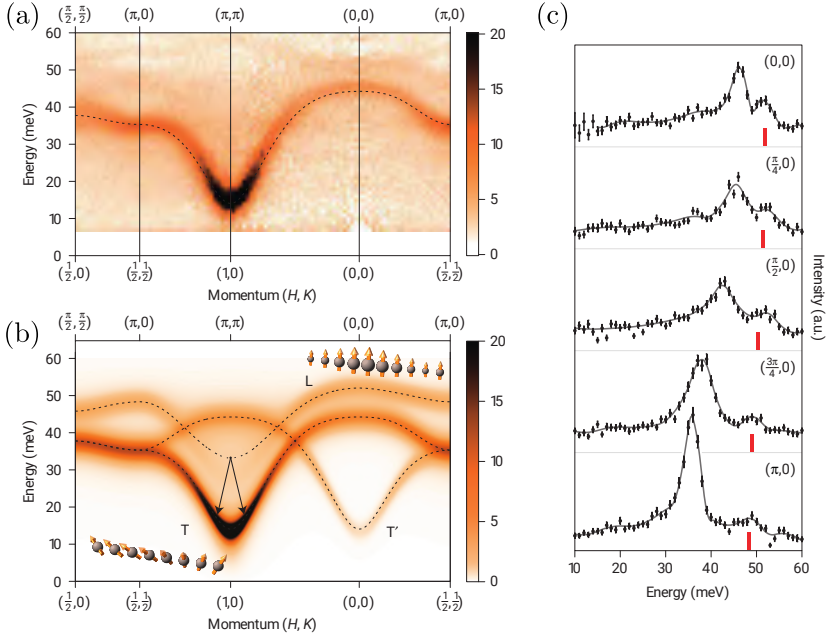 (a)
(π/2, π/2) (π,0) (π,π) (0,0) (π,0)
60
50
40
30
20
10
0
Energy (meV)
(1/2,0) (1/2,1/2) (1,0) (0,0) (1/2,1/2)
Momentum (H, K)
20
15
10
5
0
(b)
(π/2, π/2) (π,0) (π,π) (0,0) (π,0)
60
50
40
30
20
10
0
Energy (meV)
L
T
T′
(1/2,0) (1/2,1/2) (1,0) (0,0) (1/2,1/2)
Momentum (H, K)
20
15
10
5
0
(c)
(0,0)
(π/4,0)
(π/2,0)
(3π/4,0)
(π,0)
Intensity (a.u.)
10 20 30 40 50 60
Energy (meV)